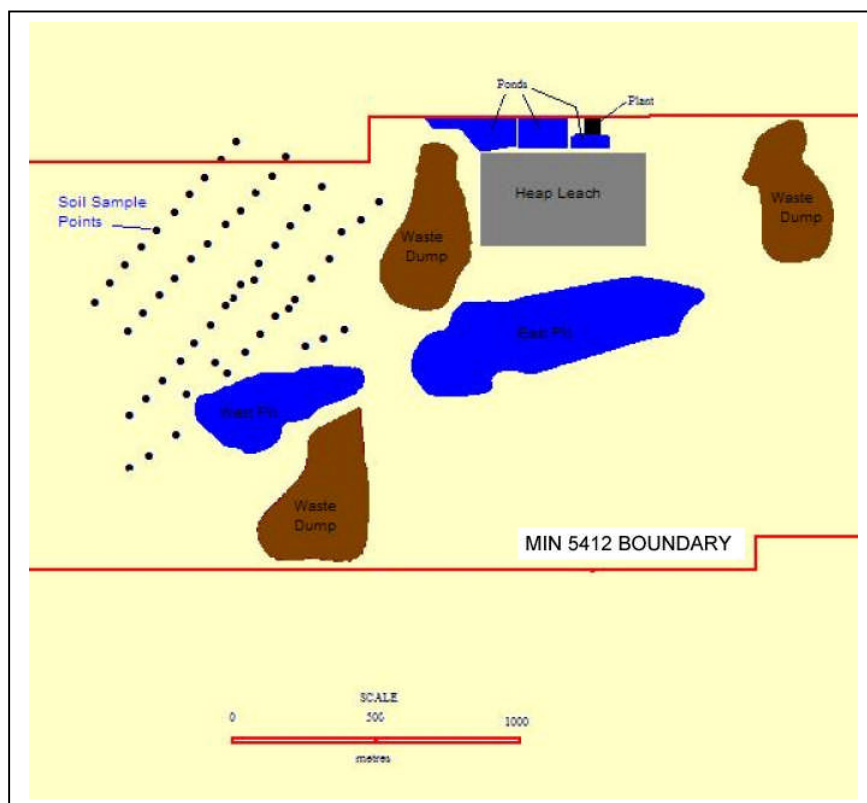 Ponds
Plant
Soil Sample
Points
Heap Leach
Waste
Dump
Waste
Dump
East Pit
West Pit
Waste
Dump
MIN 5412 BOUNDARY
SCALE
0 500 1000
metres